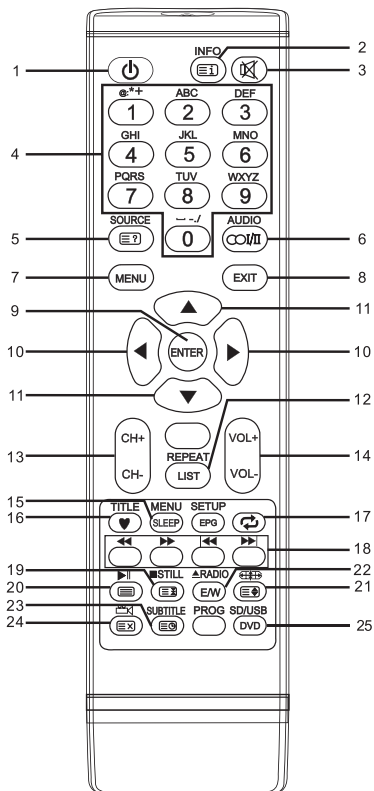 INFO
2
1
3
@:*+ ABC DEF
1 2 3
GHI JKL MNO
4
4 5 6
PQRS TUV WXYZ
7 8 9
SOURCE -./ AUDIO
5
? 0 I/II
6
7
MENU EXIT
8
9
11
10
ENTER
10
11
12
CH+ VOL+
13
REPEAT
14
CH- LIST VOL-
15
TITLE MENU SETUP
16
SLEEP EPG
17
18
19
STILL RADIO
22
20
E/W
21
23
SUBTITLE PROG SD/USB
24
DVD
25